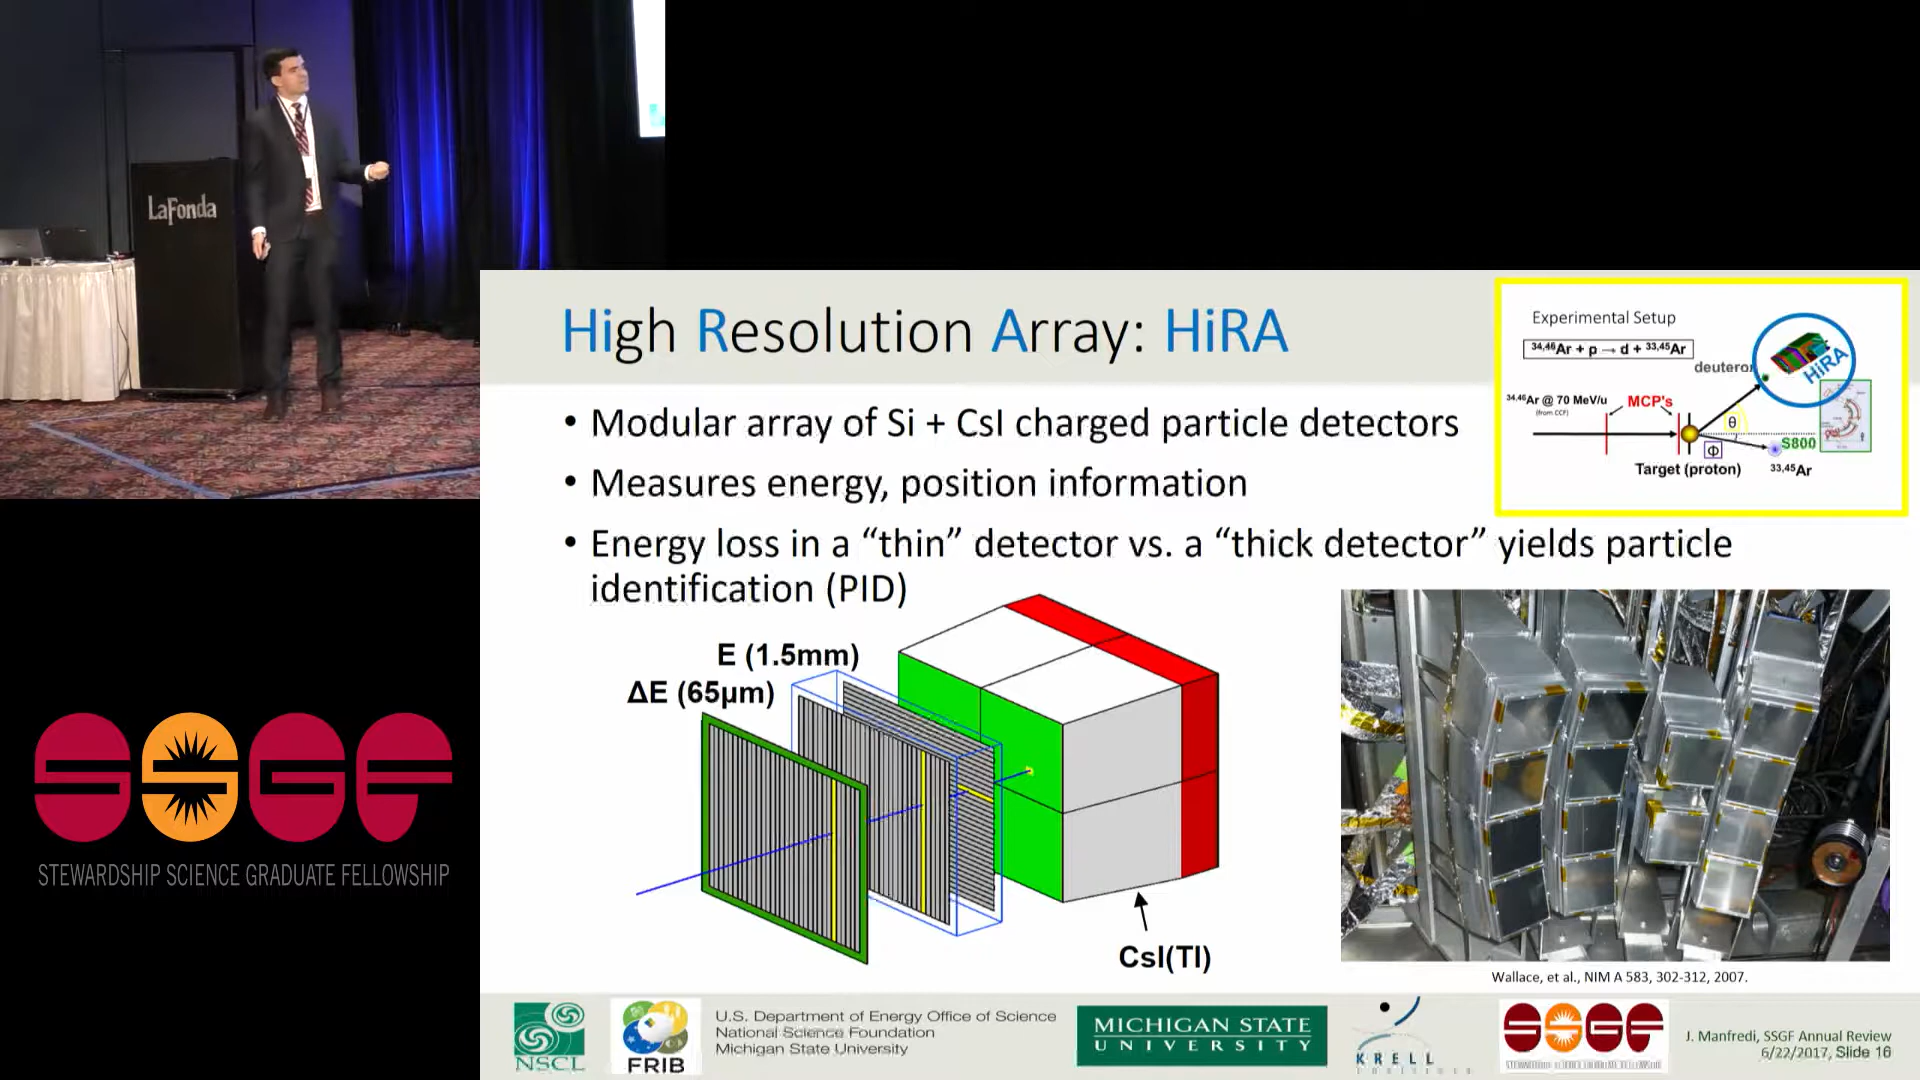 LaFonda
High Resolution Array: HiRA
• Modular array of Si + CsI charged particle detectors
• Measures energy, position information
• Energy loss in a “thin” detector vs. a “thick detector” yields particle
identification (PID)
Experimental Setup
34,46Ar + p → d + 33,45Ar
deuteron
HiRA
34,46Ar @ 70 MeV/u
(from CCF)
MCP's
θ
Φ
S800
Target (proton)
33,45Ar
E (1.5mm)
ΔE (65µm)
CsI(Tl)
Wallace, et al., NIM A 583, 302-312, 2007.
SSGF
STEWARDSHIP SCIENCE GRADUATE FELLOWSHIP
NSCL
FRIB
U.S. Department of Energy Office of Science
National Science Foundation
Michigan State University
MICHIGAN STATE
UNIVERSITY
KRELL
SSGF
J. Manfredi, SSGF Annual Review
6/22/2017, Slide 16